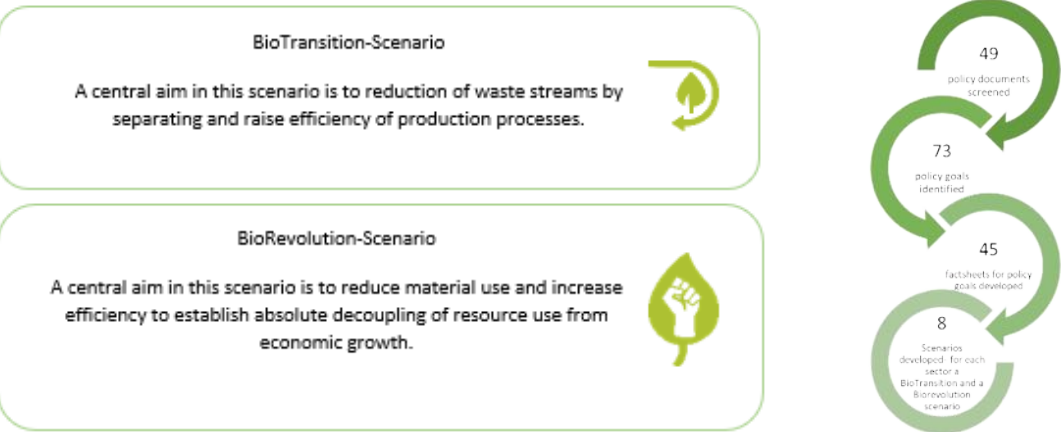 BioTransition-Scenario
A central aim in this scenario is to reduction of waste streams by
separating and raise efficiency of production processes.
BioRevolution-Scenario
A central aim in this scenario is to reduce material use and increase
efficiency to establish absolute decoupling of resource use from
economic growth.
49
policy documents
screened
73
policy goals
identified
45
factsheets for policy
goals developed
8
Scenarios
developed for each
sector a
BioTransition and a
Biorevolution
scenario